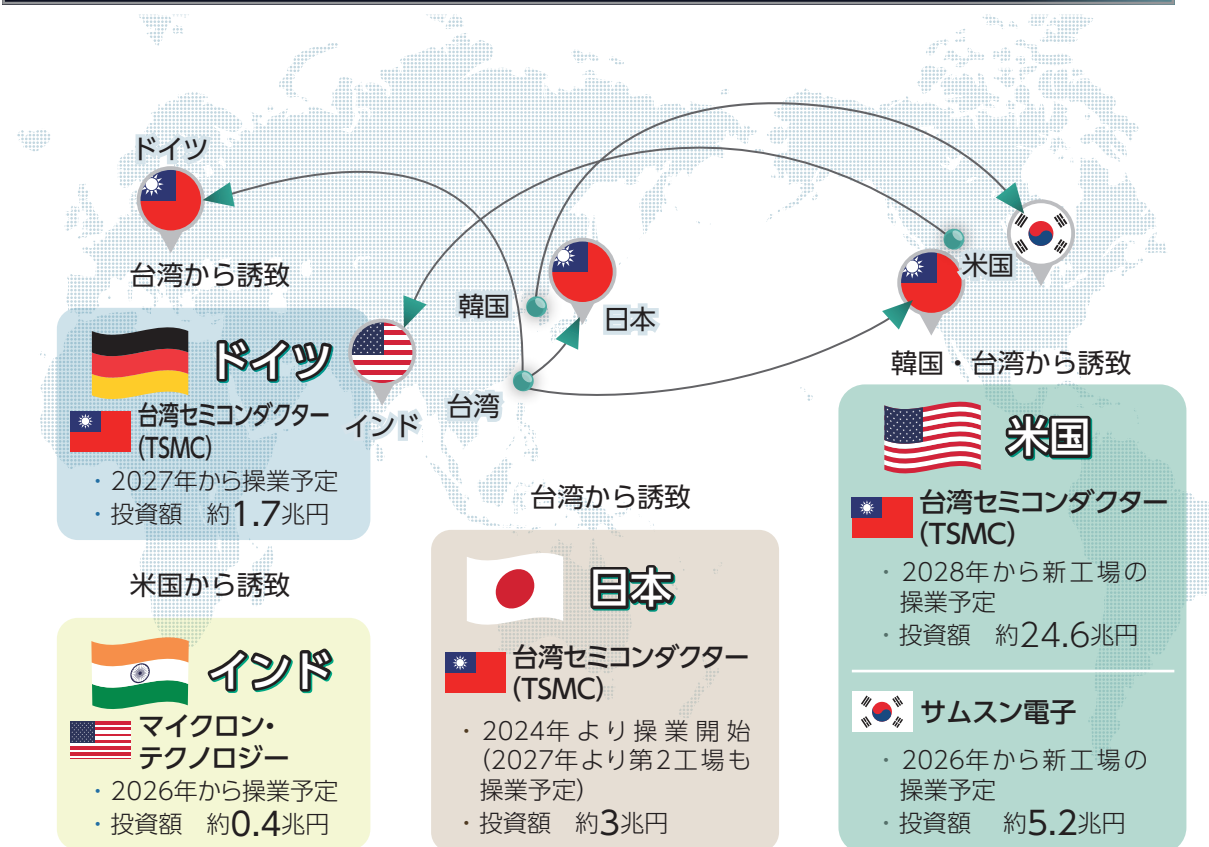 ドイツ
台湾から誘致
韓国
日本
台湾
インド
米国
韓国・台湾から誘致
ドイツ
台湾セミコンダクター
(TSMC)
・2027年から操業予定
・投資額 約1.7兆円
米国から誘致
インド
マイクロン・
テクノロジー
・2026年から操業予定
・投資額 約0.4兆円
台湾から誘致
日本
台湾セミコンダクター
(TSMC)
・2024年より操業開始
(2027年より第2工場も
操業予定)
・投資額 約3兆円
米国
台湾セミコンダクター
(TSMC)
・2028年から新工場の
操業予定
・投資額 約24.6兆円
サムスン電子
・2026年から新工場の
操業予定
・投資額 約5.2兆円